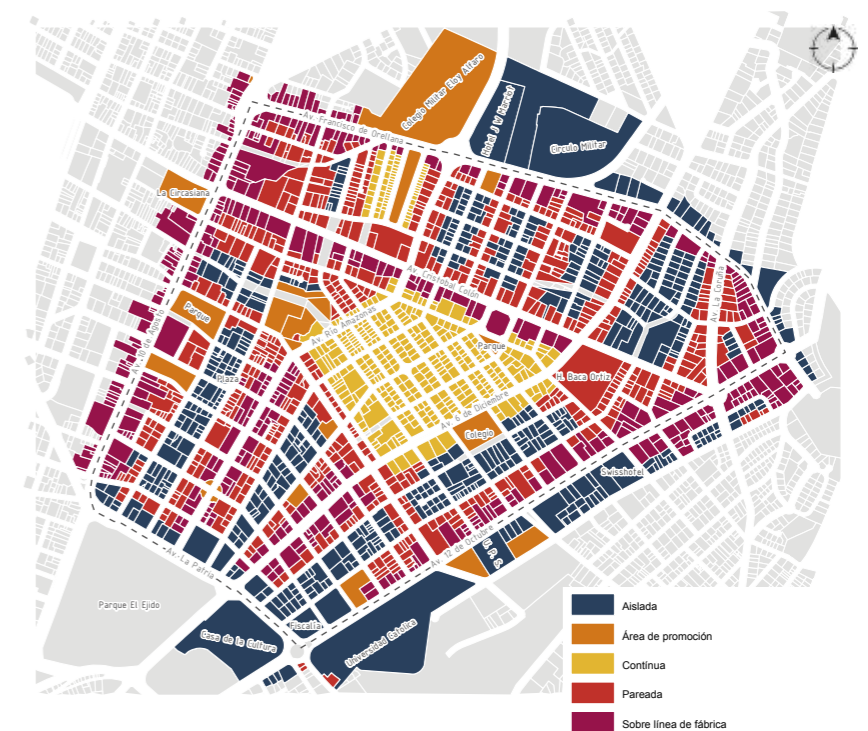 Colegio Militar Eloy Alfaro
Hotel J W Marriot
Circulo Militar
Av. Francisco de Orellana
La Circasiana
Av. Cristobal Colón
Av. La Coruña
Av. 10 de Agosto
Parque
Av. Río Amazonas
Parque
Plaza
H. Baca Ortiz
Av. 6 de Diciembre
Colegio
Swisshotel
Av. 12 de Octubre
U. P. S.
Av. La Patria
Parque El Ejido
Fiscalía
Casa de la Cultura
Universidad Católica
Aislada
Área de promoción
Contínua
Pareada
Sobre línea de fábrica